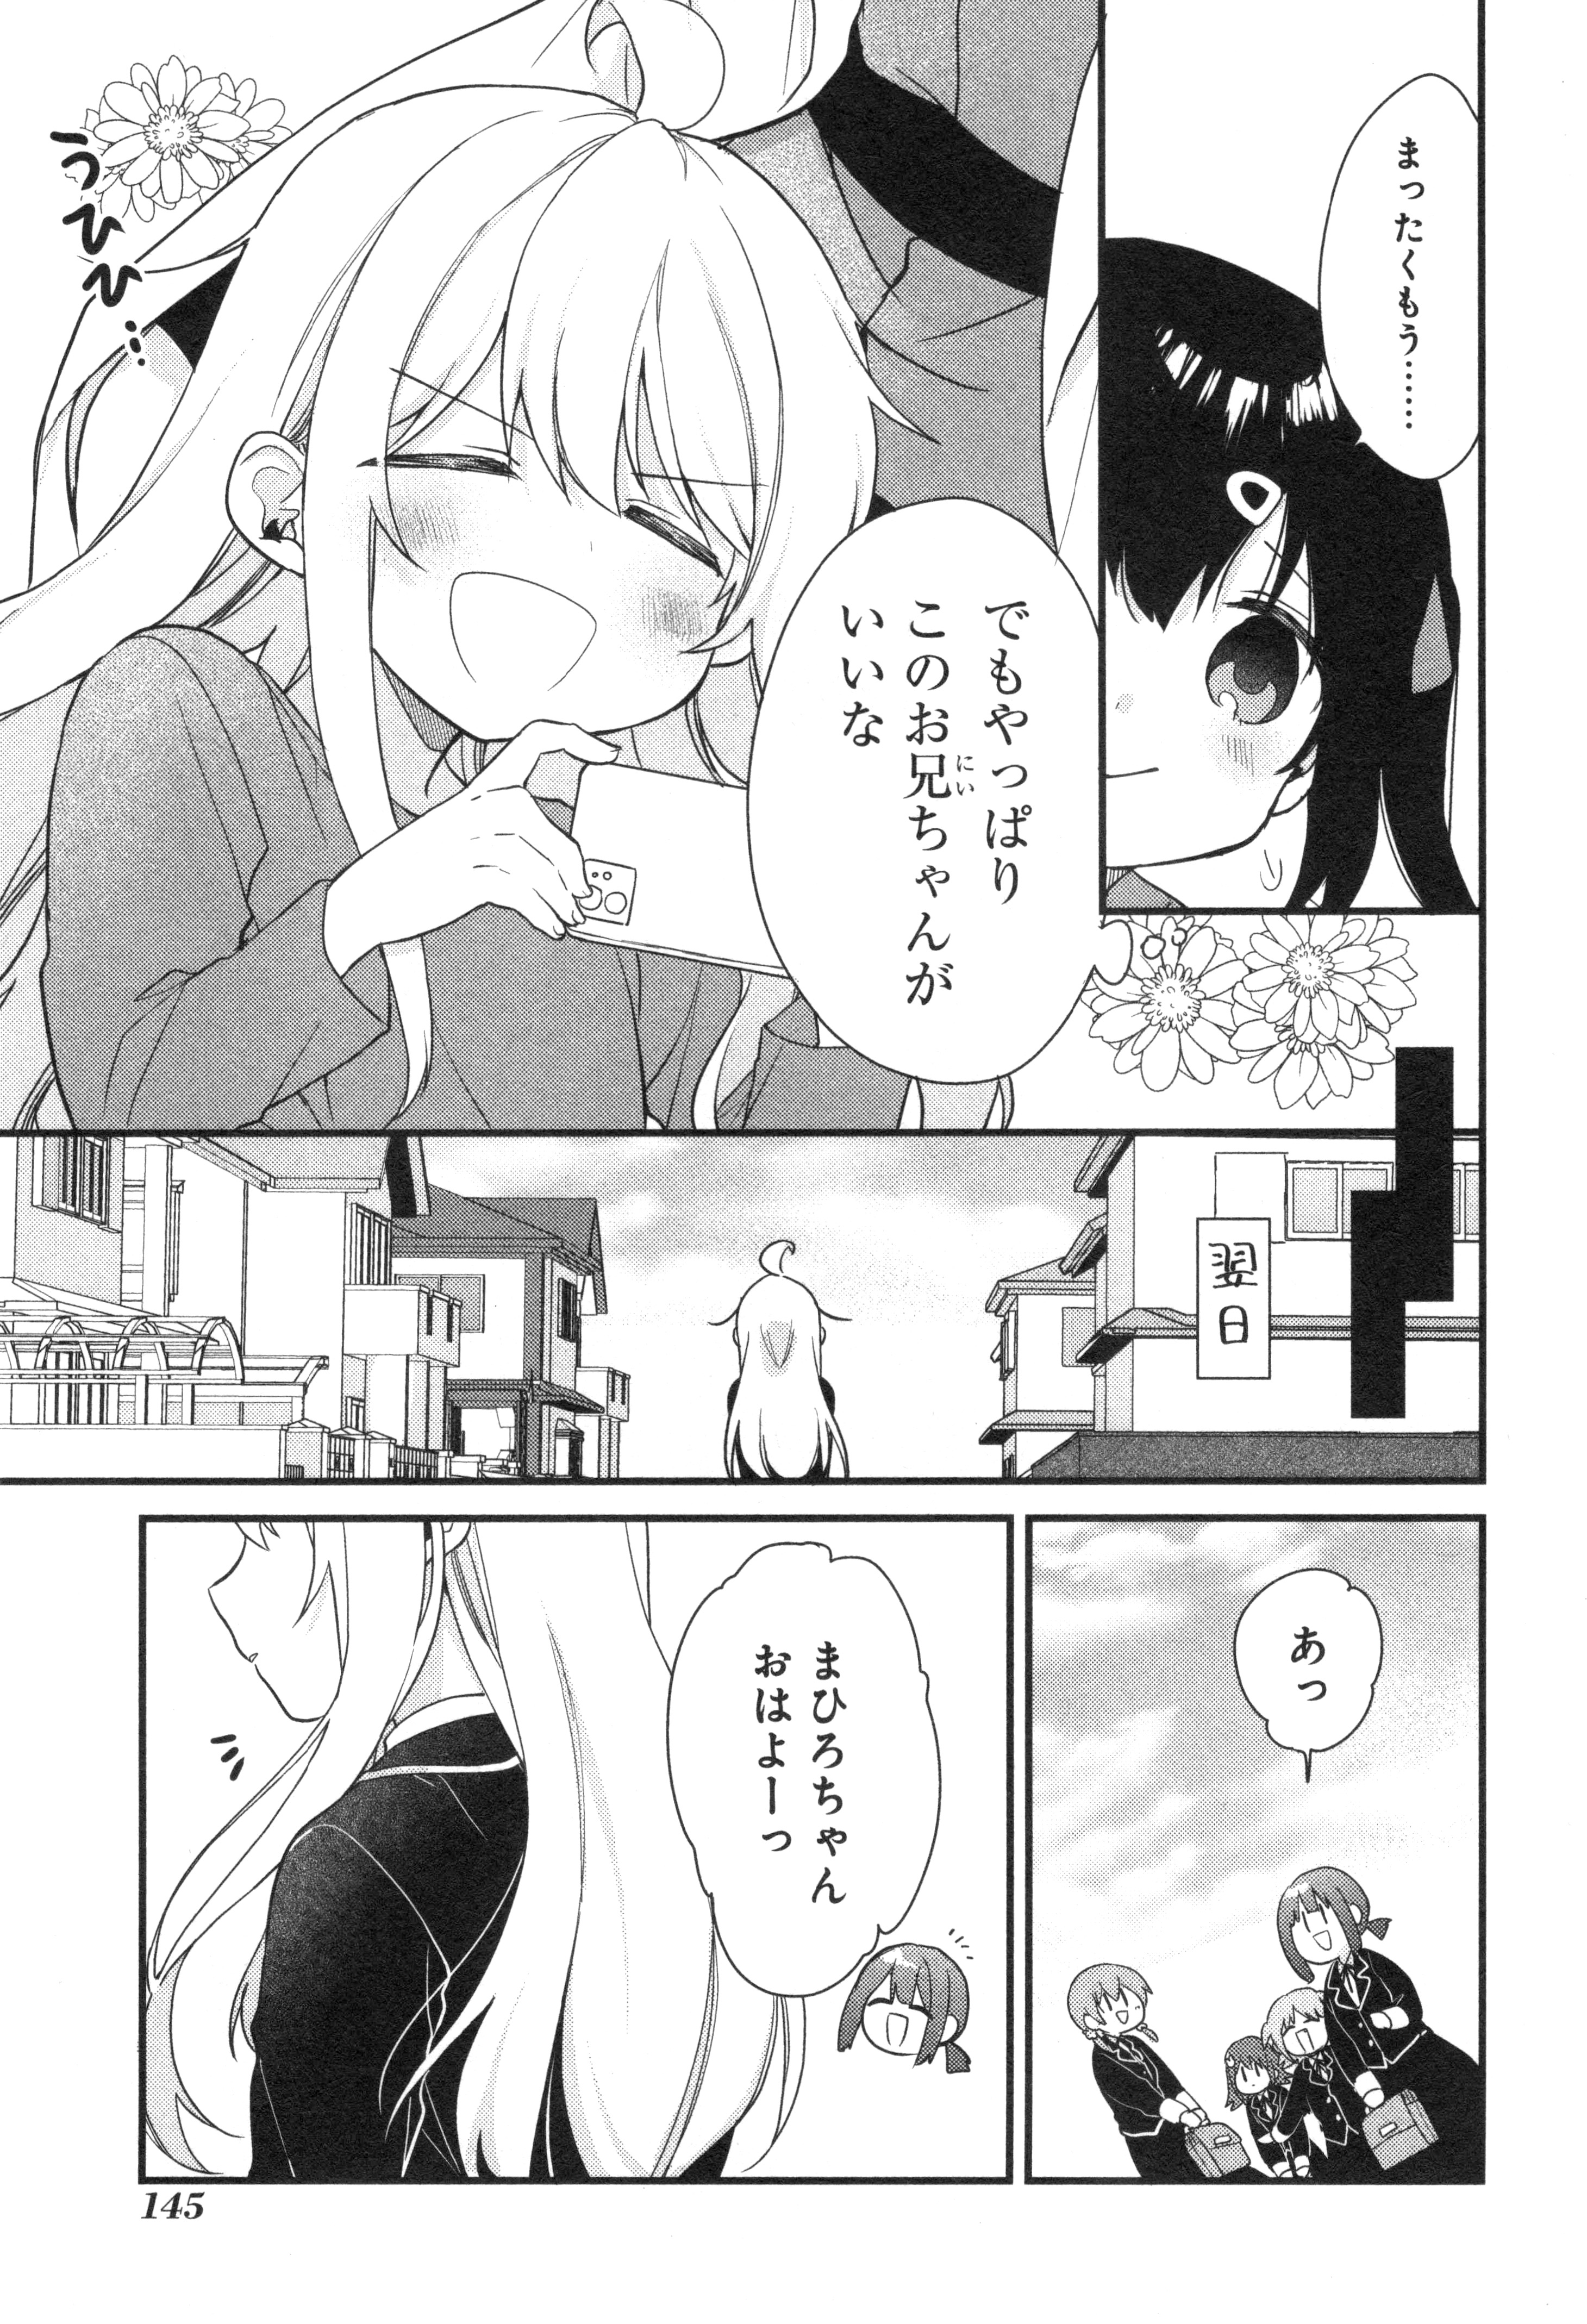 まったくもう……
でもやっぱり
このお兄ちゃんが
にい
いいな
うひひ…
翌日
あっ
まひろちゃん
おはよーっ
145